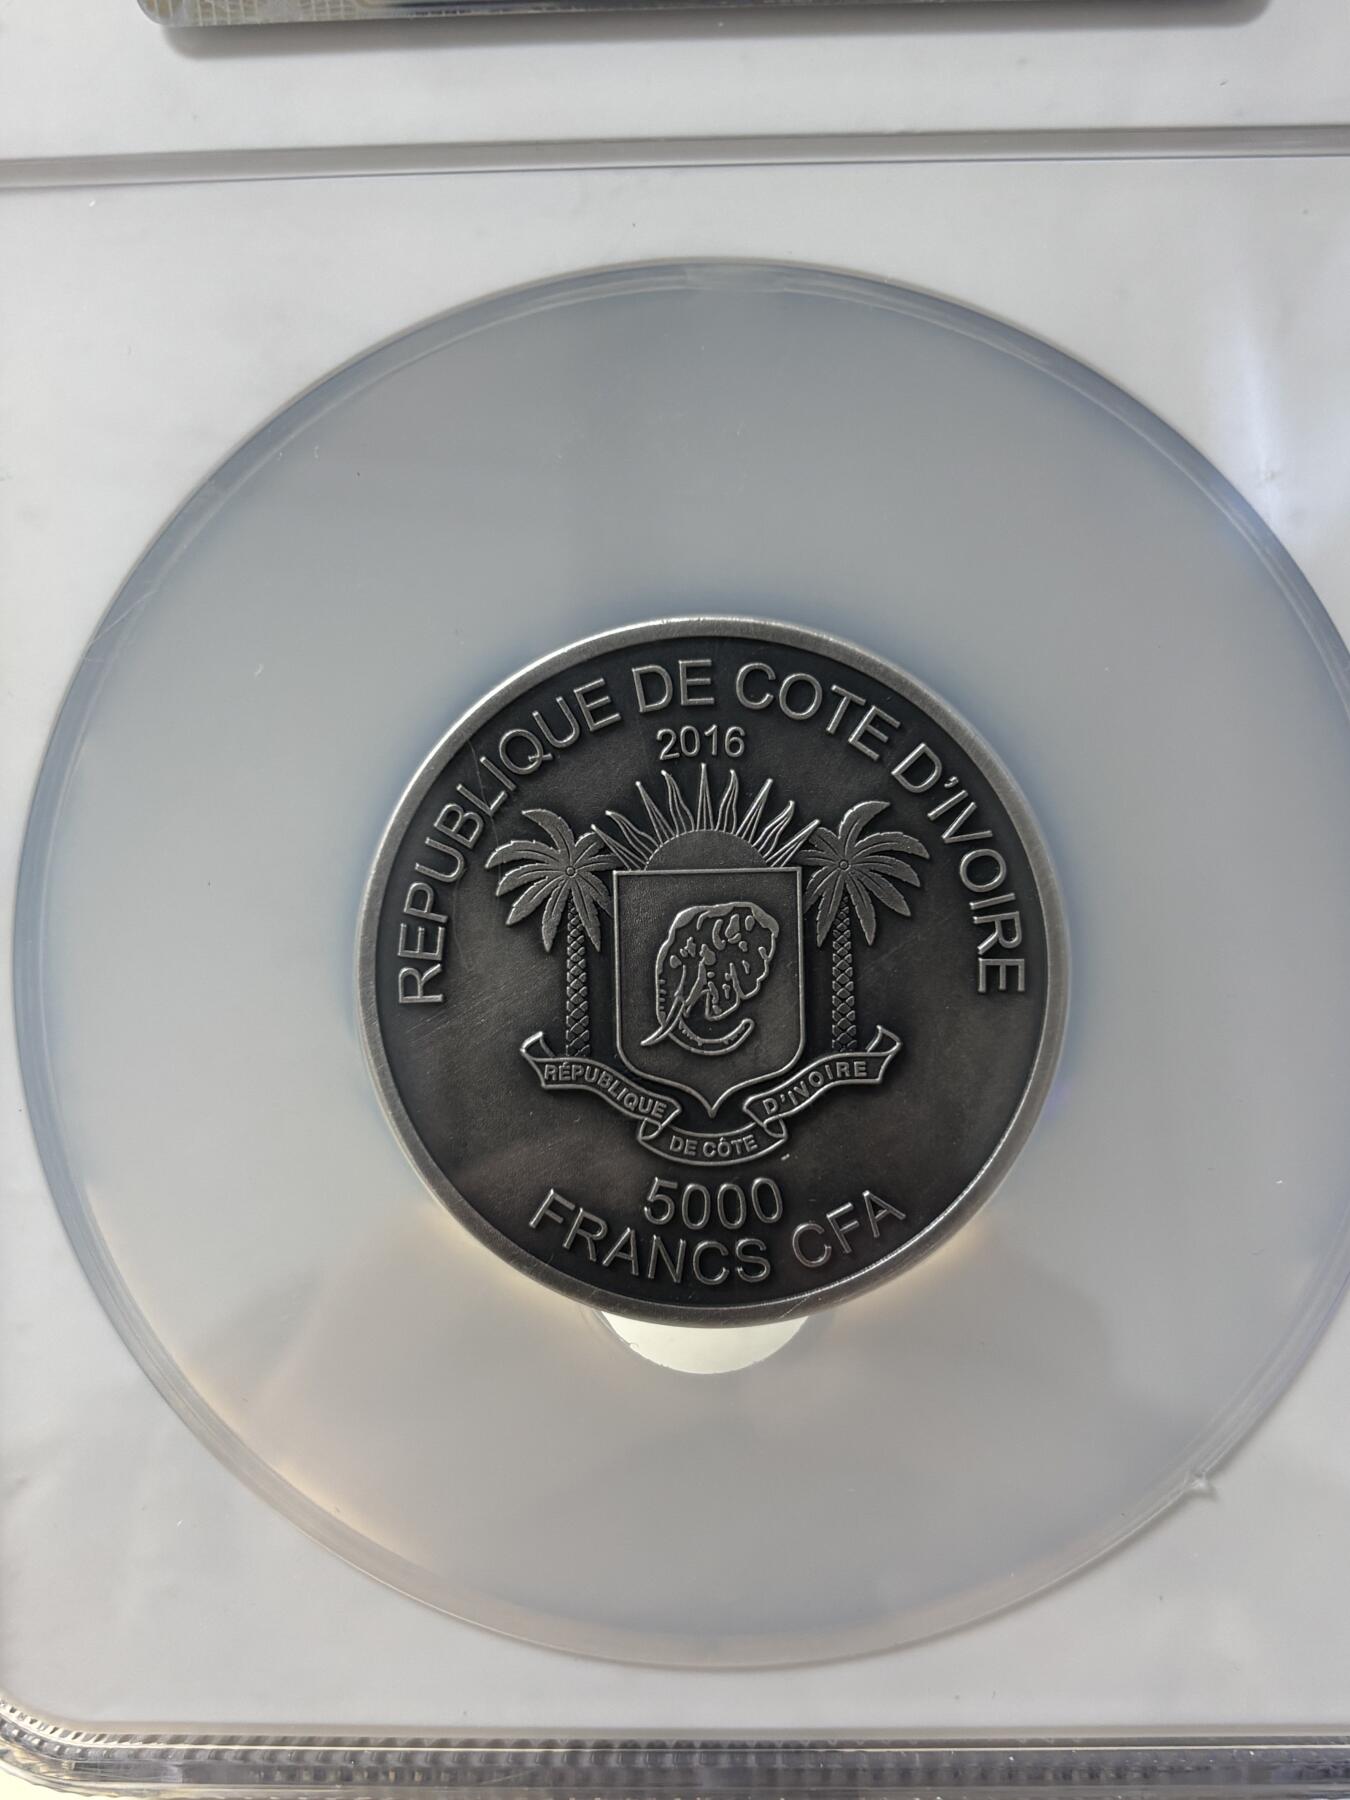 REPUBLIQUE DE COTE D'IVOIRE
2016
RÉPUBLIQUE
DE CÔTE
D'IVOIRE
5000
FRANCS CFA